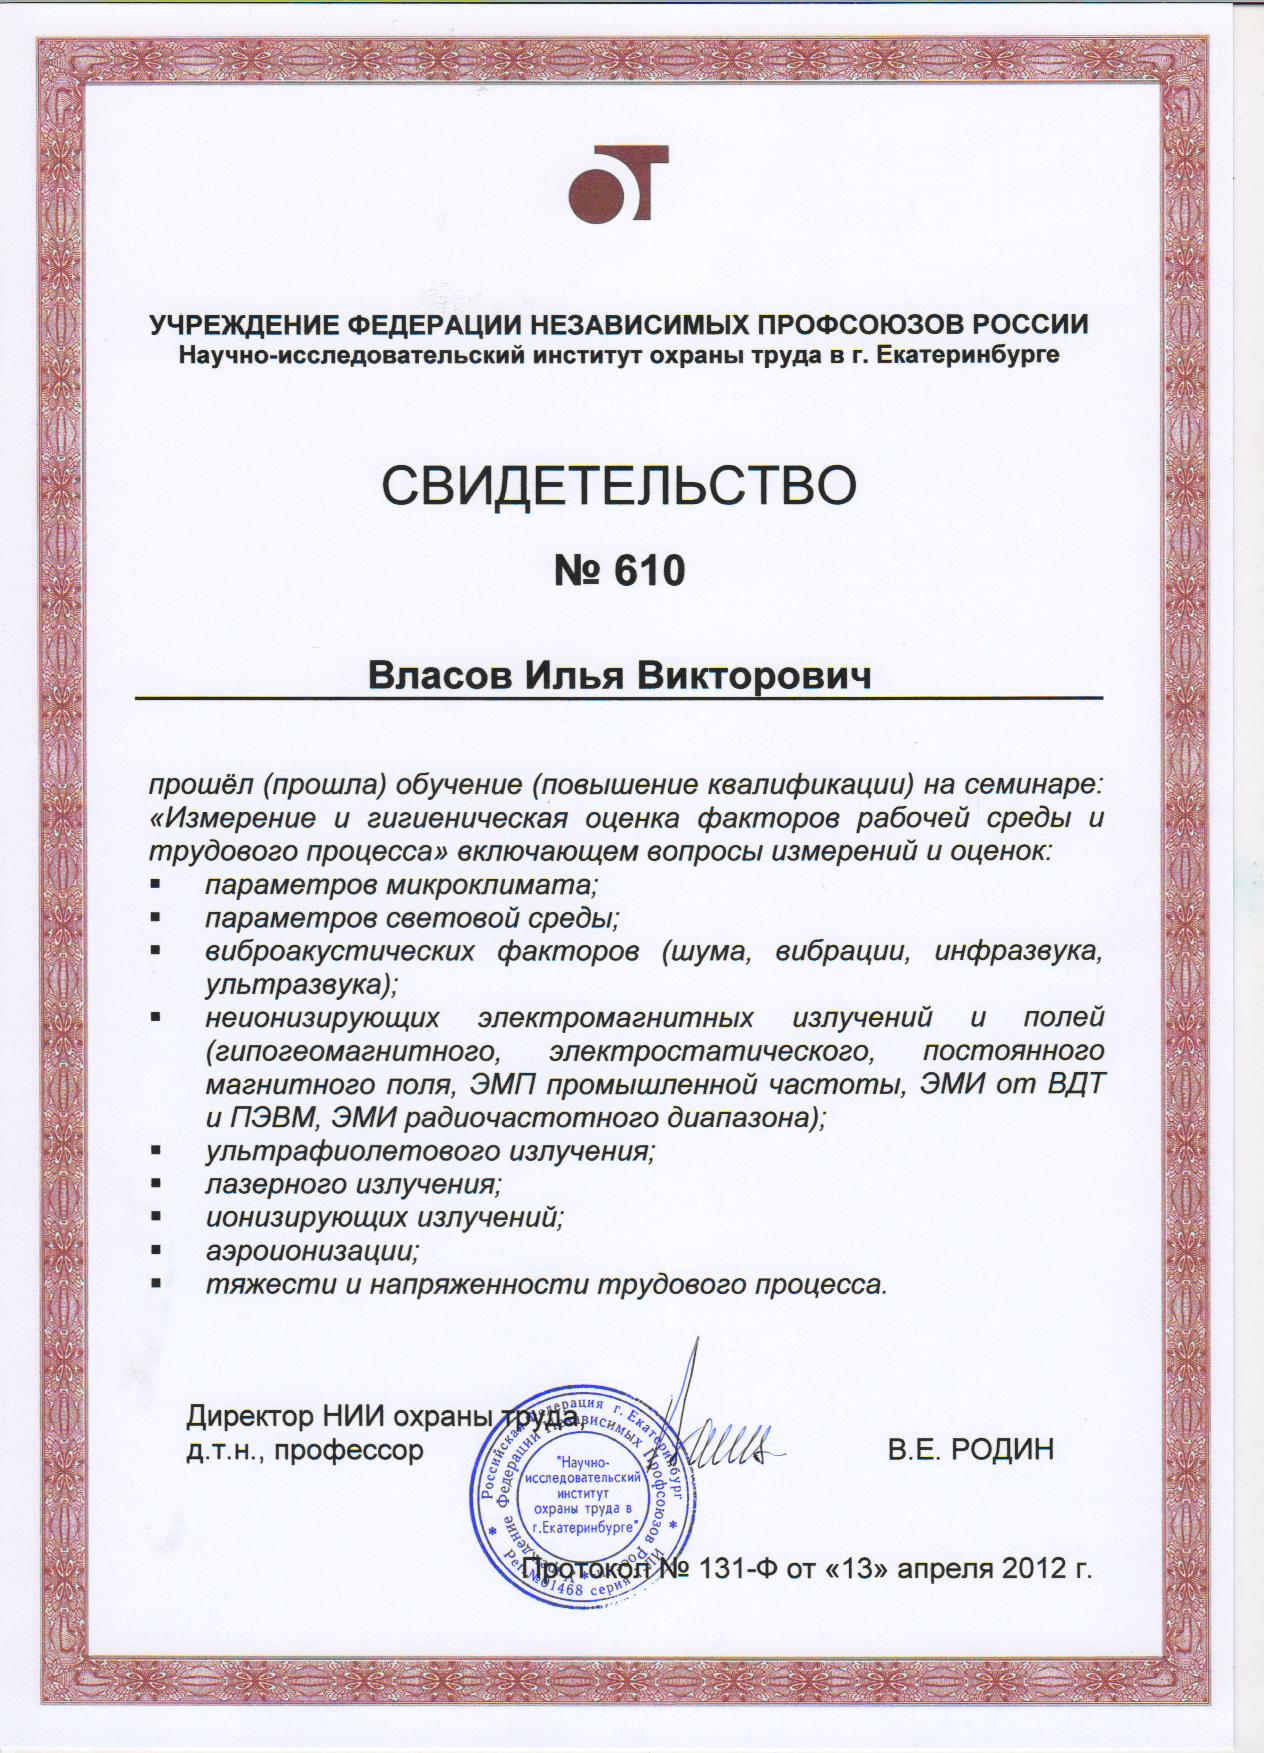 ОТ
УЧРЕЖДЕНИЕ ФЕДЕРАЦИИ НЕЗАВИСИМЫХ ПРОФСОЮЗОВ РОССИИ
Научно-исследовательский институт охраны труда в г. Екатеринбурге
СВИДЕТЕЛЬСТВО
№ 610
Власов Илья Викторович
прошёл (прошла) обучение (повышение квалификации) на семинаре:
«Измерение и гигиеническая оценка факторов рабочей среды и
трудового процесса» включающем вопросы измерений и оценок:
▪ параметров микроклимата;
▪ параметров световой среды;
▪ виброакустических факторов (шума, вибрации, инфразвука,
ультразвука);
▪ неионизирующих электромагнитных излучений и полей
(гипогеомагнитного, электростатического, постоянного
магнитного поля, ЭМП промышленной частоты, ЭМИ от ВДТ
и ПЭВМ, ЭМИ радиочастотного диапазона);
▪ ультрафиолетового излучения;
▪ лазерного излучения;
▪ ионизирующих излучений;
▪ аэроионизации;
▪ тяжести и напряженности трудового процесса.
Директор НИИ охраны труда,
д.т.н., профессор В.Е. РОДИН
Российская Федерация г. Екатеринбург
Учреждение Федерации Независимых Профсоюзов России
"Научно-
исследовательский
институт
охраны труда в
г.Екатеринбурге"
Рег.№01468 серия
Протокол № 131-Ф от «13» апреля 2012 г.